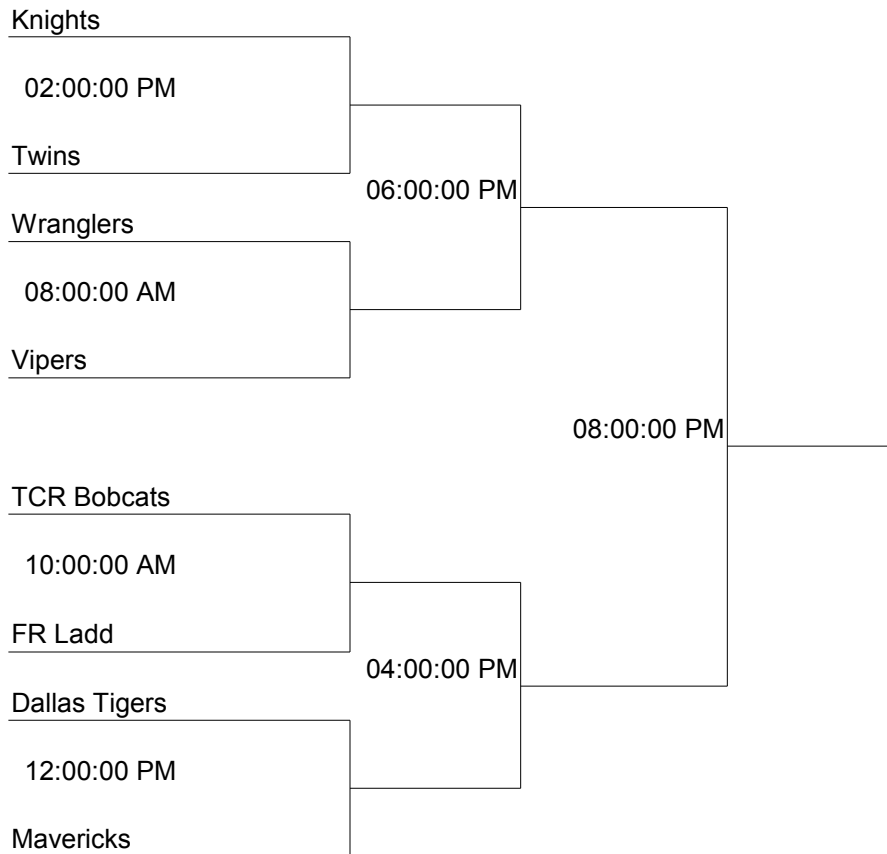 Knights
02:00:00 PM
Twins
06:00:00 PM
Wranglers
08:00:00 AM
Vipers
08:00:00 PM
TCR Bobcats
10:00:00 AM
FR Ladd
04:00:00 PM
Dallas Tigers
12:00:00 PM
Mavericks